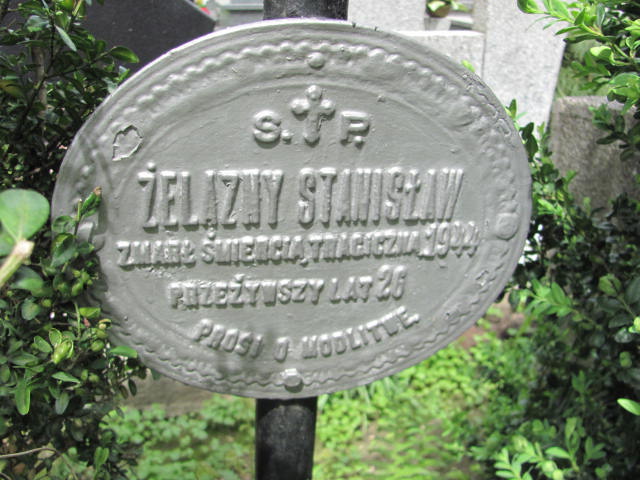 Ś. P.
ŻELAZNY STANISŁAW
ZMARŁ ŚMIERCIĄ TRAGICZNĄ 1944
PRZEŻYWSZY LAT 26
PROSI O MODLITWĘ.